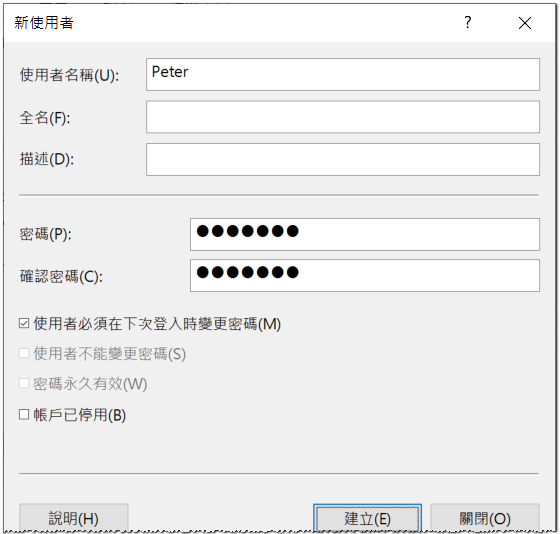 新使用者 ?
使用者名稱(U): Peter
全名(F):
描述(D):
密碼(P): ●●●●●●●
確認密碼(C): ●●●●●●●
使用者必須在下次登入時變更密碼(M)
使用者不能變更密碼(S)
密碼永久有效(W)
帳戶已停用(B)
說明(H) 建立(E) 關閉(O)